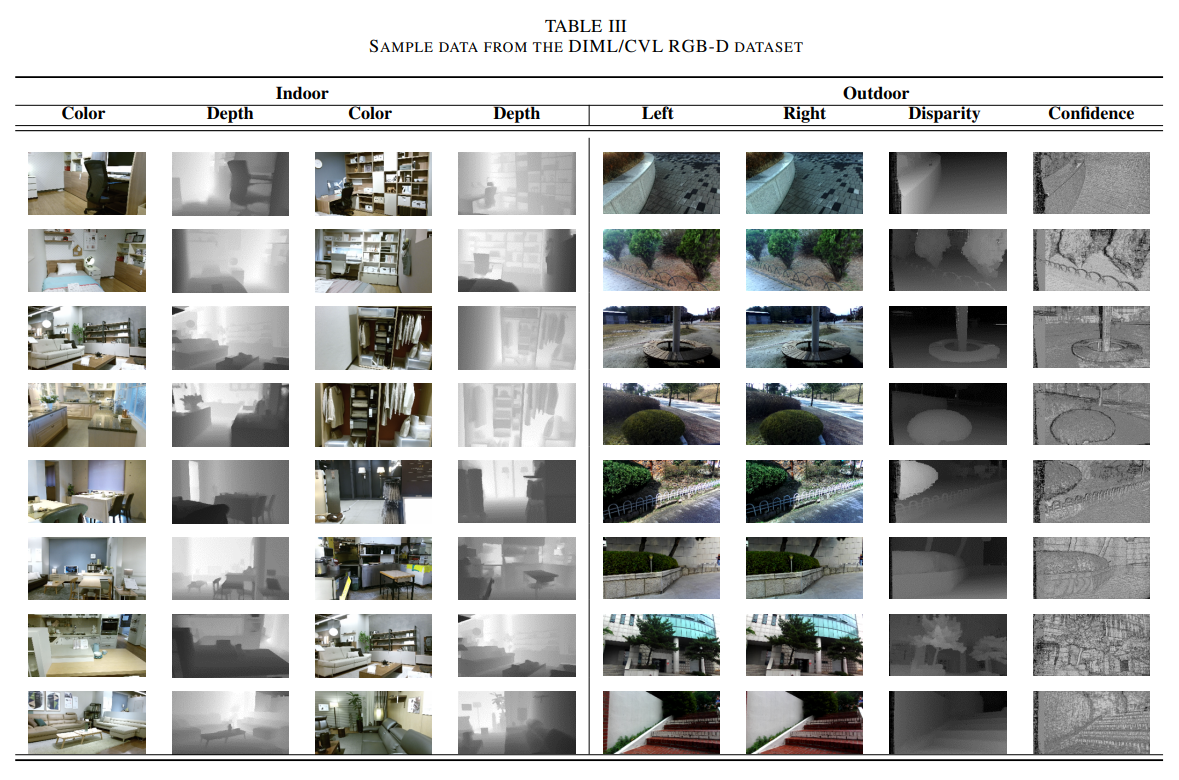 TABLE III
SAMPLE DATA FROM THE DIML/CVL RGB-D DATASET
Indoor Outdoor
Color Depth Color Depth Left Right Disparity Confidence